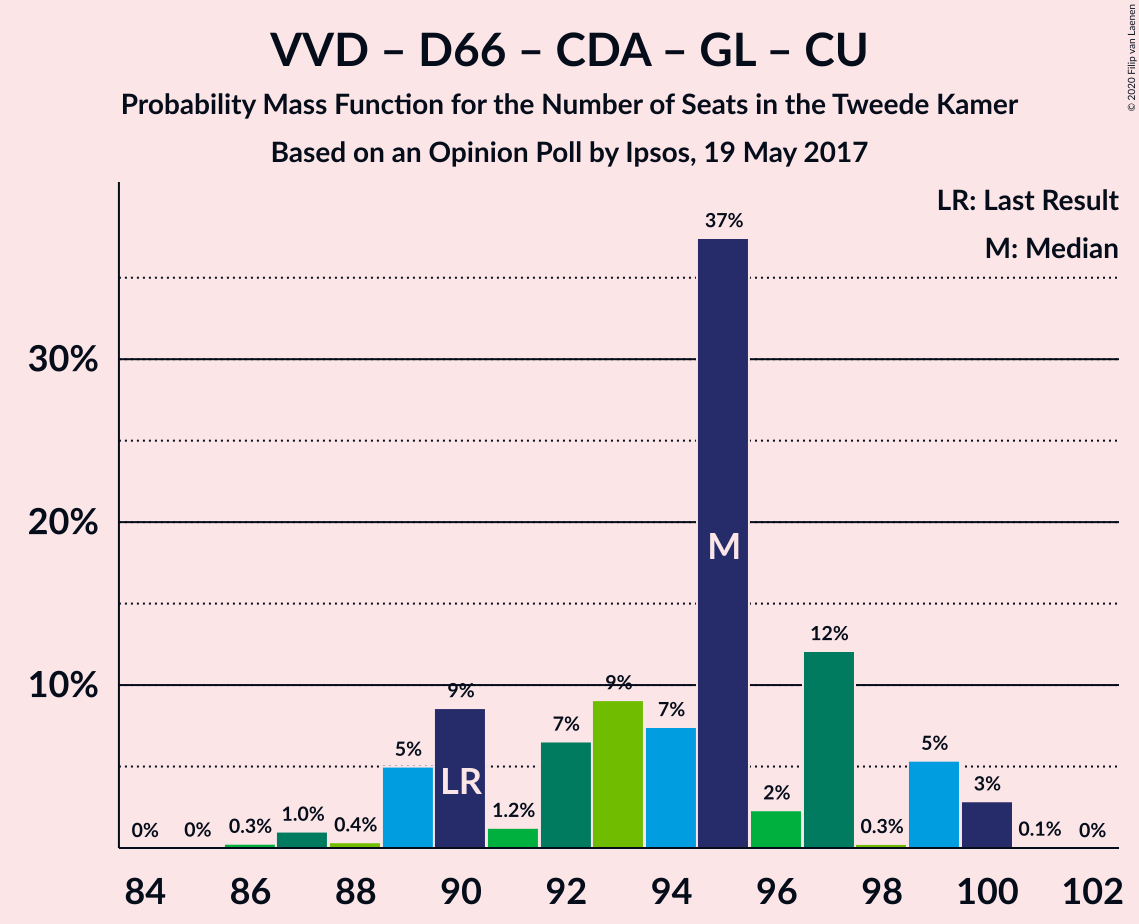 VVD – D66 – CDA – GL – CU
Probability Mass Function for the Number of Seats in the Tweede Kamer
Based on an Opinion Poll by Ipsos, 19 May 2017
© 2020 Filip van Laenen
LR: Last Result
M: Median
30%
20%
10%
0%
0%
0.3%
1.0%
0.4%
5%
9%
1.2%
7%
9%
7%
37%
2%
12%
0.3%
5%
3%
0.1%
0%
LR
M
84 86 88 90 92 94 96 98 100 102